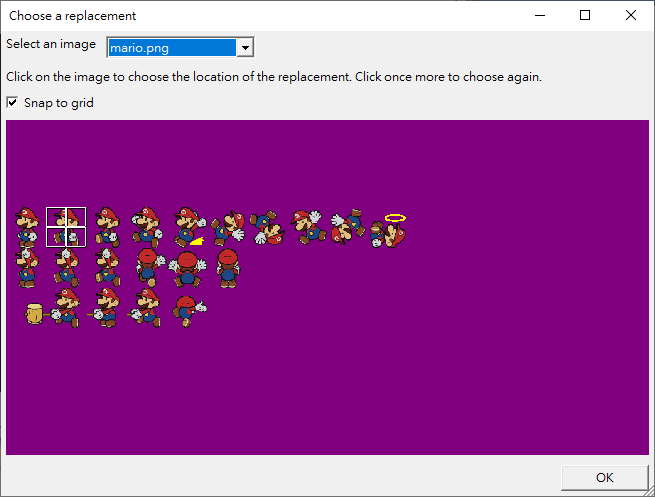 Choose a replacement
Select an image
mario.png
Click on the image to choose the location of the replacement. Click once more to choose again.
Snap to grid
OK